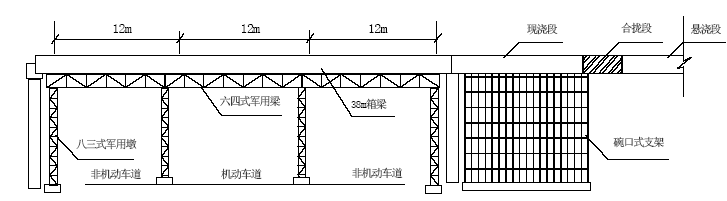 12m 12m 12m
现浇段 合拢段 悬浇段
六四式军用梁 38m箱梁
八三式军用墩 碗口式支架
非机动车道 机动车道 非机动车道